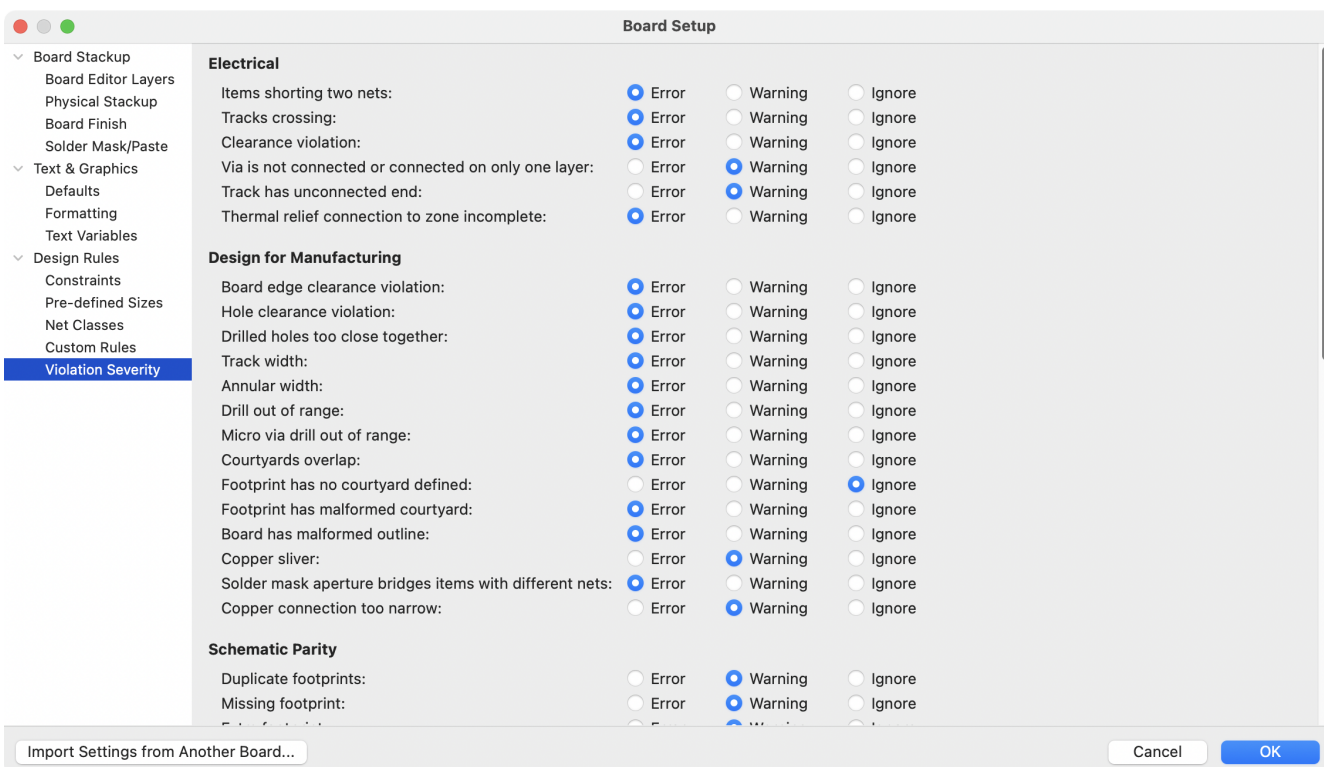 Board Setup
Board Stackup
Board Editor Layers
Physical Stackup
Board Finish
Solder Mask/Paste
Text & Graphics
Defaults
Formatting
Text Variables
Design Rules
Constraints
Pre-defined Sizes
Net Classes
Custom Rules
Violation Severity
Electrical
Items shorting two nets: Error Warning Ignore
Tracks crossing: Error Warning Ignore
Clearance violation: Error Warning Ignore
Via is not connected or connected on only one layer: Error Warning Ignore
Track has unconnected end: Error Warning Ignore
Thermal relief connection to zone incomplete: Error Warning Ignore
Design for Manufacturing
Board edge clearance violation: Error Warning Ignore
Hole clearance violation: Error Warning Ignore
Drilled holes too close together: Error Warning Ignore
Track width: Error Warning Ignore
Annular width: Error Warning Ignore
Drill out of range: Error Warning Ignore
Micro via drill out of range: Error Warning Ignore
Courtyards overlap: Error Warning Ignore
Footprint has no courtyard defined: Error Warning Ignore
Footprint has malformed courtyard: Error Warning Ignore
Board has malformed outline: Error Warning Ignore
Copper sliver: Error Warning Ignore
Solder mask aperture bridges items with different nets: Error Warning Ignore
Copper connection too narrow: Error Warning Ignore
Schematic Parity
Duplicate footprints: Error Warning Ignore
Missing footprint: Error Warning Ignore
Import Settings from Another Board...
Cancel
OK